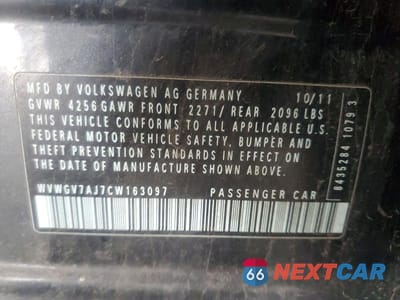 MFD BY VOLKSWAGEN AG GERMANY 10/11
GVWR 4256 GAWR FRONT 2271/ REAR 2096 LBS
THIS VEHICLE CONFORMS TO ALL APPLICABLE U.S.
FEDERAL MOTOR VEHICLE SAFETY, BUMPER AND
THEFT PREVENTION STANDARDS IN EFFECT ON THE
DATE OF MANUFACTURE SHOWN ABOVE.
WVWGV7AJ7CW163097 PASSENGER CAR
8435284 1079 3
66 NEXTCAR